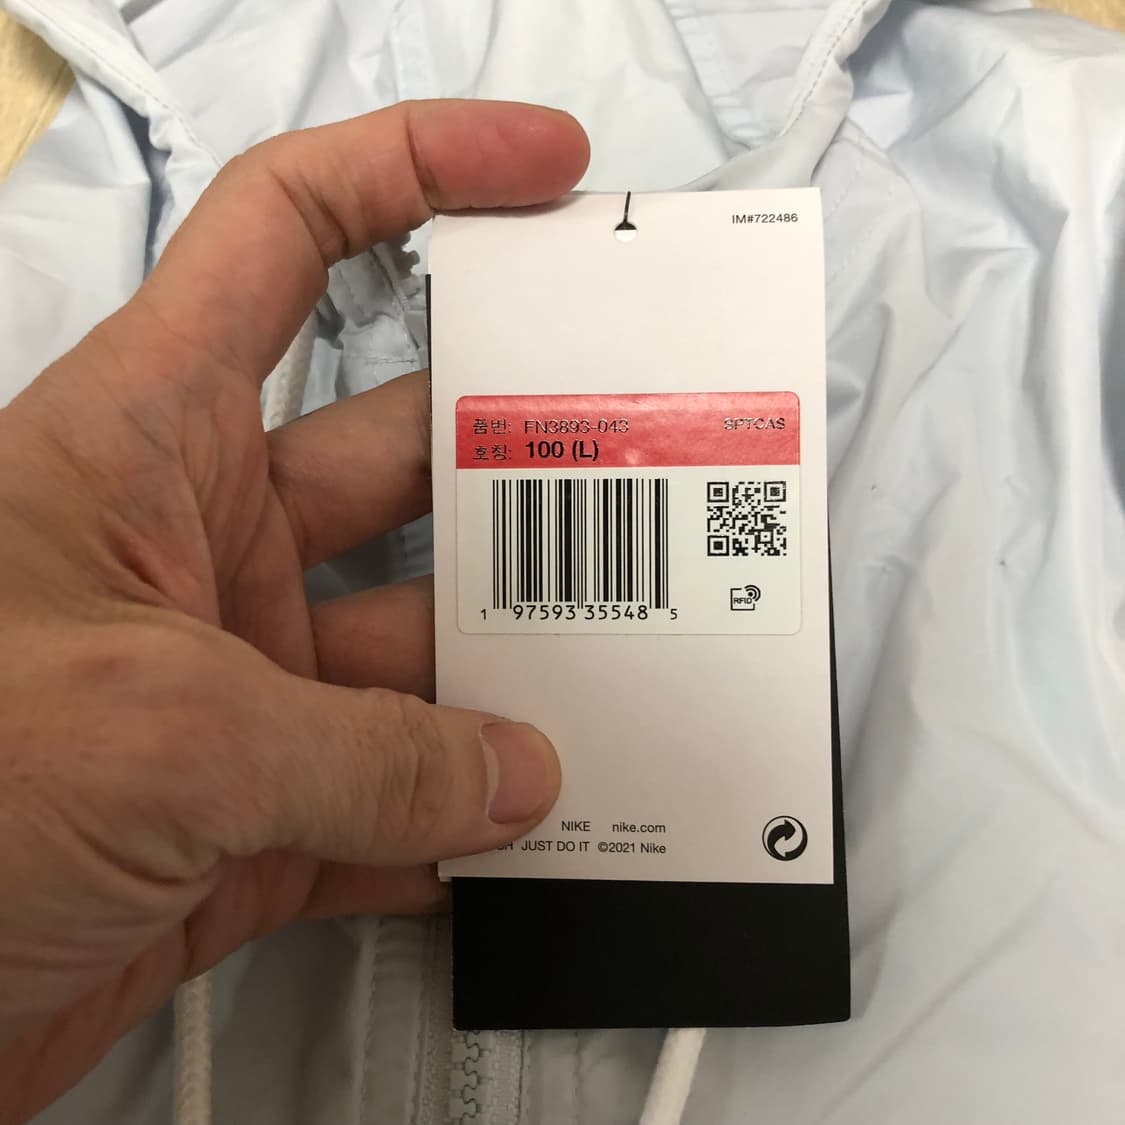 IM#722486
품번: FN3893-043 SPTCAS
호칭: 100 (L)
1 97593 35548 5
RFID
NIKE nike.com
JUST DO IT ©2021 Nike